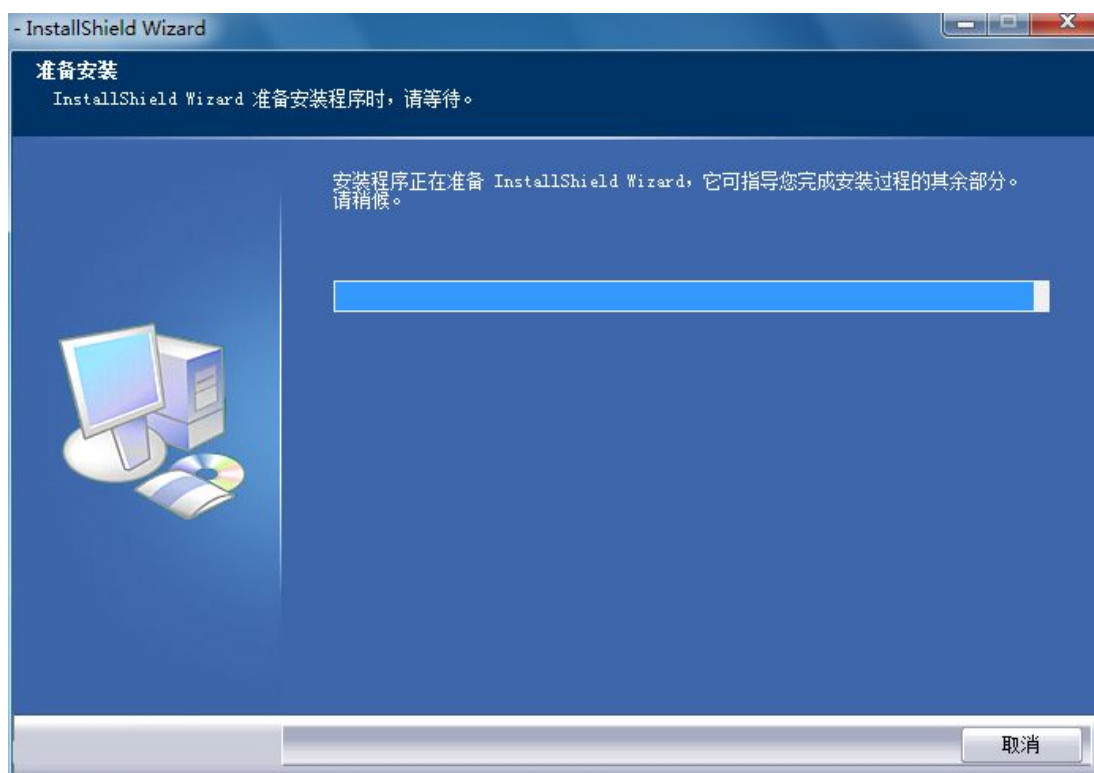 - InstallShield Wizard
准备安装
InstallShield Wizard 准备安装程序时，请等待。
安装程序正在准备 InstallShield Wizard，它可指导您完成安装过程的其余部分。
请稍候。
取消